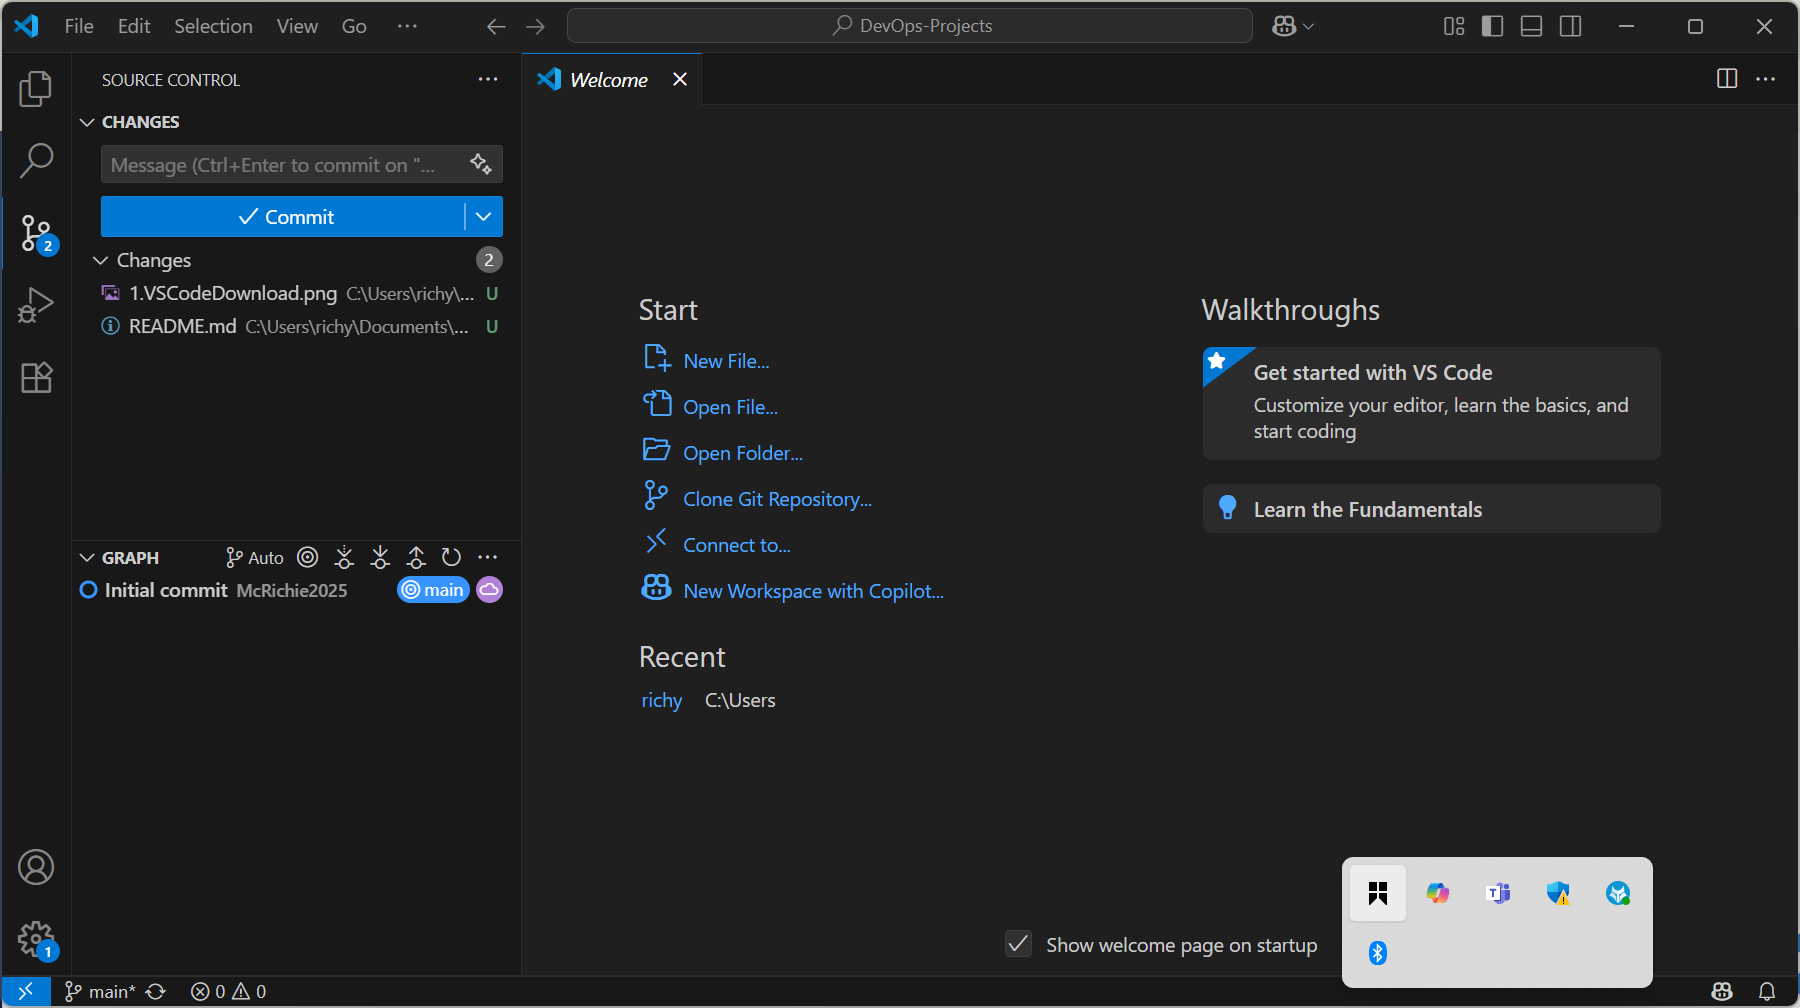 File Edit Selection View Go ···
DevOps-Projects
SOURCE CONTROL
Welcome
CHANGES
Message (Ctrl+Enter to commit on "...
Commit
Changes 2
1.VSCodeDownload.png C:\Users\richy\... U
README.md C:\Users\richy\Documents\... U
2
GRAPH Auto
Initial commit McRichie2025 main
Start
New File...
Open File...
Open Folder...
Clone Git Repository...
Connect to...
New Workspace with Copilot...
Recent
richy C:\Users
Walkthroughs
Get started with VS Code
Customize your editor, learn the basics, and
start coding
Learn the Fundamentals
Show welcome page on startup
T
1
main* 0 0